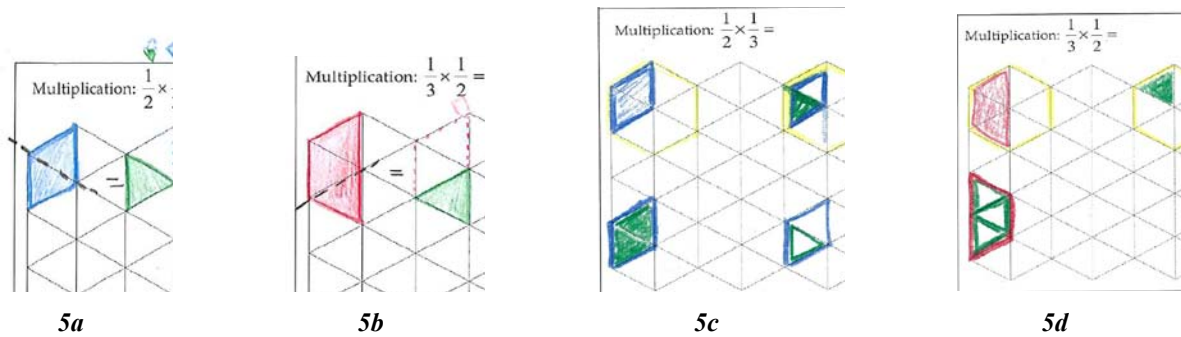 Multiplication: 1/2 ×
=
5a
Multiplication: 1/3 × 1/2 =
=
5b
Multiplication: 1/2 × 1/3 =
5c
Multiplication: 1/3 × 1/2 =
5d